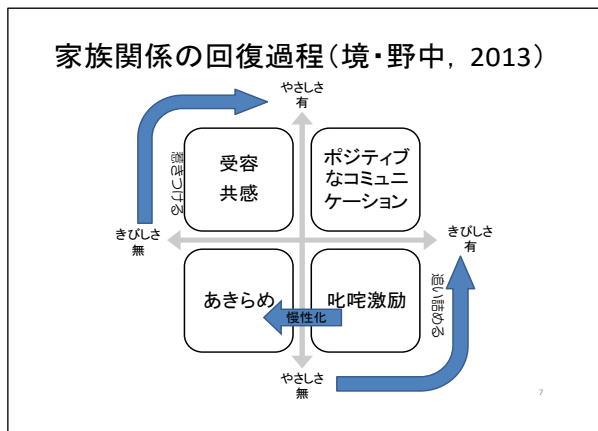 家族関係の回復過程(境・野中, 2013)
やさしさ
有
惹きつける
受容
共感
ポジティブ
なコミュニ
ケーション
きびしさ
無
きびしさ
有
あきらめ
慢性化
叱咤激励
追い詰める
やさしさ
無
7